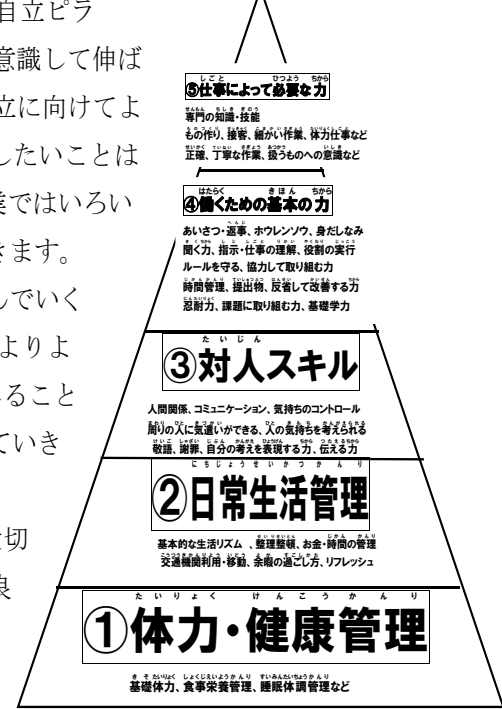 自立ピラ
意識して伸ば
立に向けてよ
したいことは
業ではいろい
きます。
んでいく
よりよ
ること
ていき
切
良
⑤仕事によって必要な力
専門の知識・技能
もの作り、接客、細かい作業、体力仕事など
正確、丁寧な作業、扱うものへの意識など
④働くための基本の力
あいさつ・返事、ホウレンソウ、身だしなみ
聞く力、指示・仕事の理解、役割の実行
ルールを守る、協力して取り組む力
時間管理、提出物、反省して改善する力
忍耐力、課題に取り組む力、基礎学力
③対人スキル
人間関係、コミュニケーション、気持ちのコントロール
周りの人に気遣いができる、人の気持ちを考えられる
敬語、謝罪、自分の考えを表現する力、伝える力
②日常生活管理
基本的な生活リズム、整理整頓、お金・時間の管理
交通機関利用・移動、余暇の過ごし方、リフレッシュ
①体力・健康管理
基礎体力、食事栄養管理、睡眠体調管理など